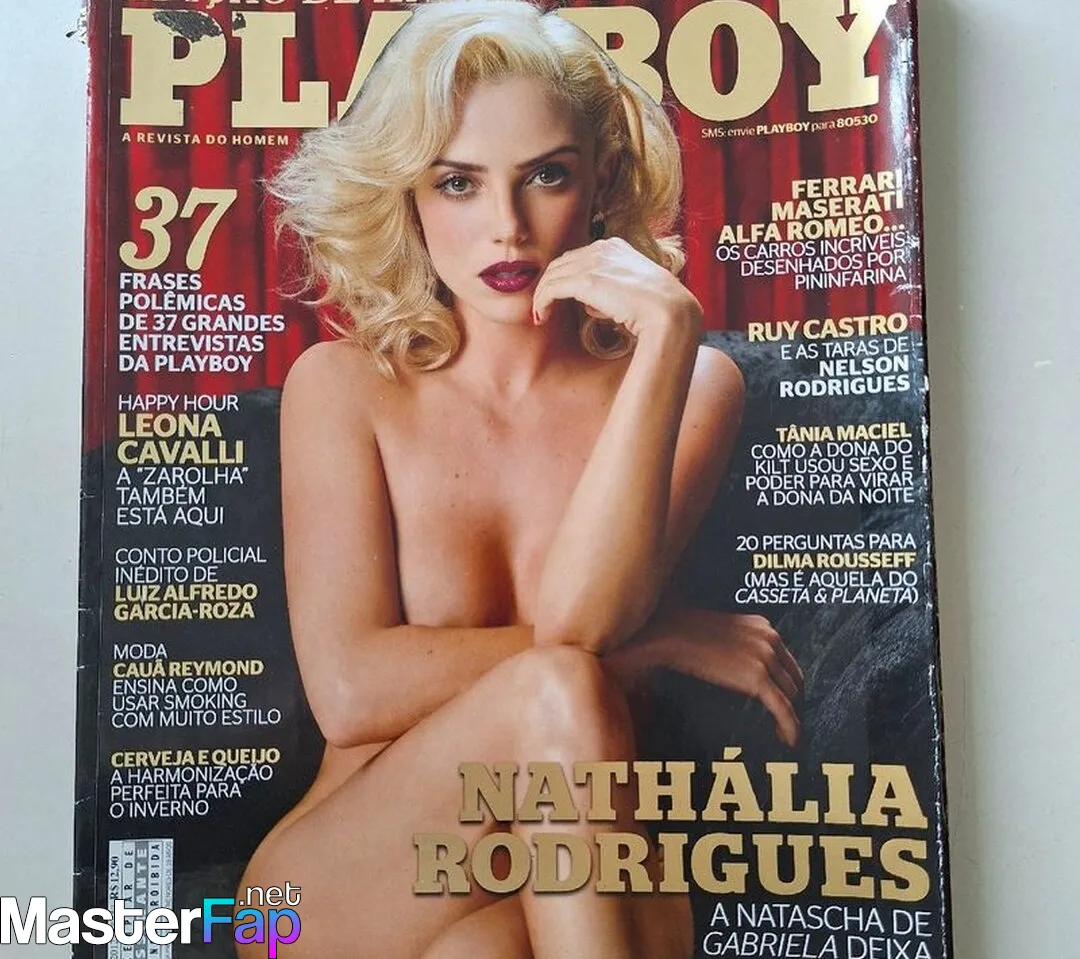 PLAYBOY
A REVISTA DO HOMEM
SMS: envie PLAYBOY para 80530
37
FRASES
POLÊMICAS
DE 37 GRANDES
ENTREVISTAS
DA PLAYBOY
HAPPY HOUR
LEONA
CAVALLI
A "ZAROLHA"
TAMBÉM
ESTÁ AQUI
CONTO POLICIAL
INÉDITO DE
LUIZ ALFREDO
GARCIA-ROZA
MODA
CAUÃ REYMOND
ENSINA COMO
USAR SMOKING
COM MUITO ESTILO
CERVEJA E QUEIJO
A HARMONIZAÇÃO
PERFEITA PARA
O INVERNO
FERRARI
MASERATI
ALFA ROMEO...
OS CARROS INCRÍVEIS
DESENHADOS POR
PININFARINA
RUY CASTRO
E AS TARAS DE
NELSON
RODRIGUES
TÂNIA MACIEL
COMO A DONA DO
KILT USOU SEXO E
PODER PARA VIRAR
A DONA DA NOITE
20 PERGUNTAS PARA
DILMA ROUSSEFF
(MAS É AQUELA DO
CASSETA & PLANETA)
NATHÁLIA
RODRIGUES
A NATASCHA DE
GABRIELA DEIXA
R$ 12,90
MasterFap.net